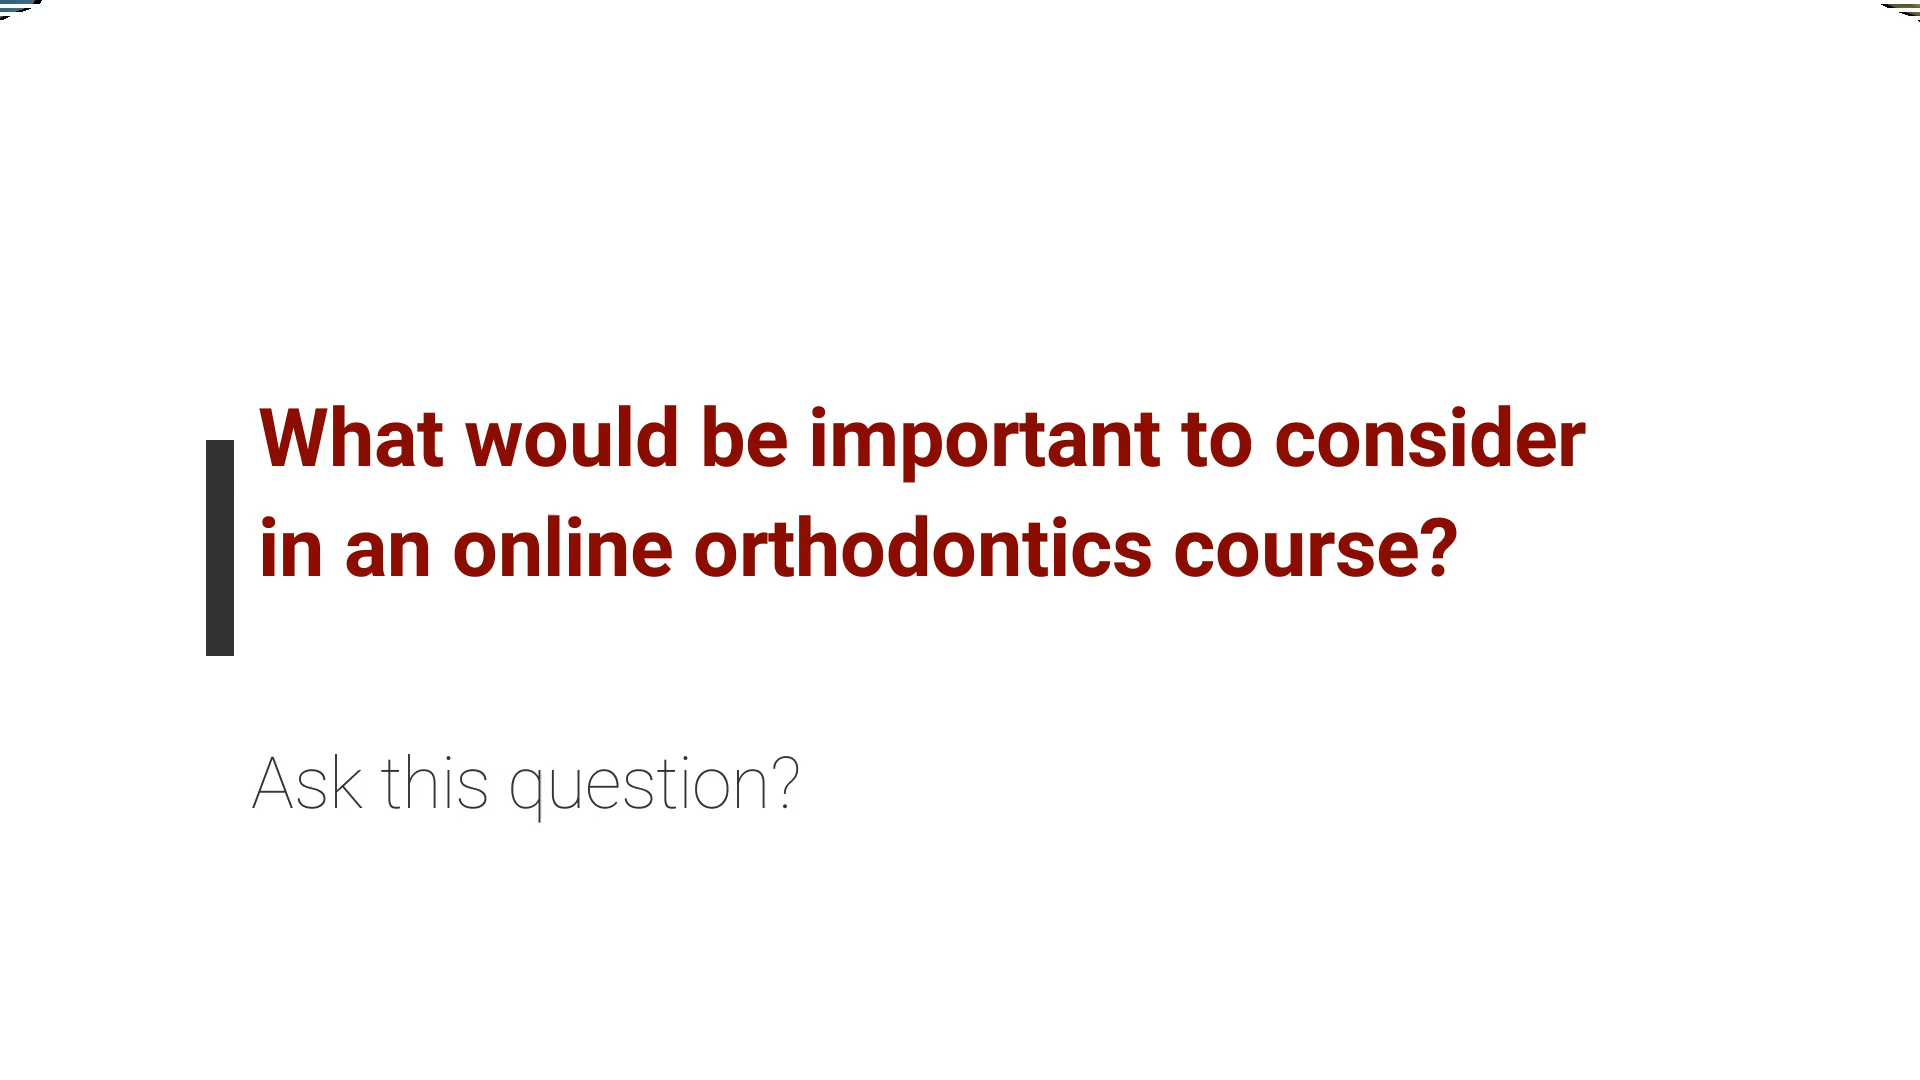 What would be important to consider
in an online orthodontics course?
Ask this question?